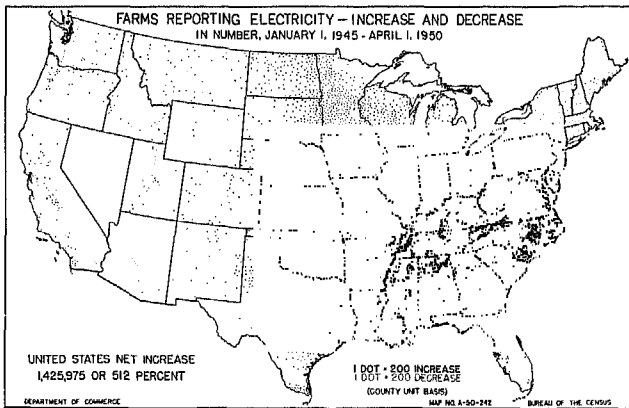 FARMS REPORTING ELECTRICITY - INCREASE AND DECREASE
IN NUMBER, JANUARY 1, 1945 - APRIL 1, 1950
UNITED STATES NET INCREASE
1,425,975 OR 512 PERCENT
1 DOT = 200 INCREASE
1 DOT = 200 DECREASE
(COUNTY UNIT BASIS)
DEPARTMENT OF COMMERCE
MAP NO. A-50-242
BUREAU OF THE CENSUS